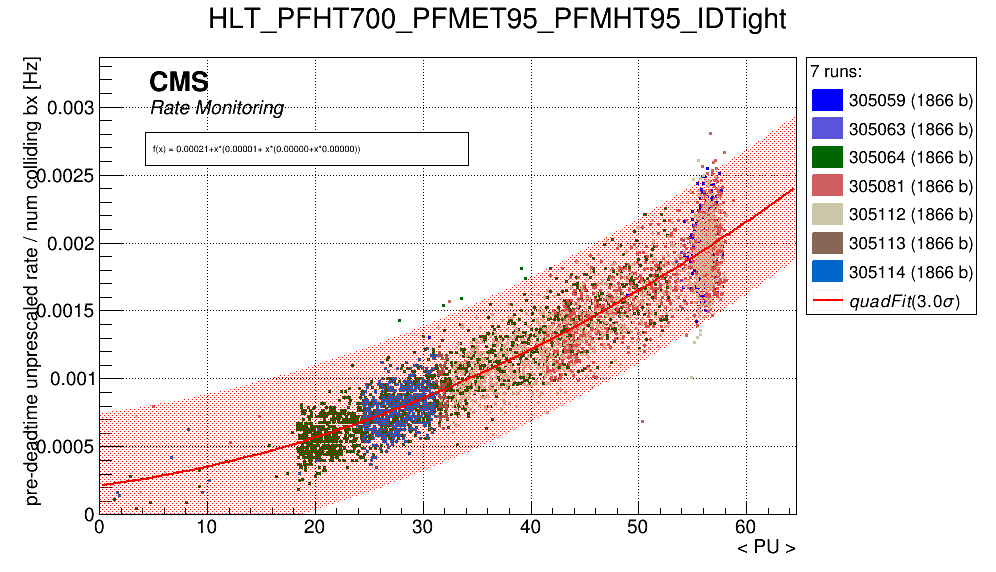 HLT_PFHT700_PFMET95_PFMHT95_IDTight
pre-deadtime unprescaled rate / num colliding bx [Hz]
CMS
Rate Monitoring
f(x) = 0.00021+x*(0.00001+ x*(0.00000+x*0.00000))
0.003
0.0025
0.002
0.0015
0.001
0.0005
0
0 10 20 30 40 50 60
< PU >
7 runs:
305059 (1866 b)
305063 (1866 b)
305064 (1866 b)
305081 (1866 b)
305112 (1866 b)
305113 (1866 b)
305114 (1866 b)
quadFit(3.0σ)